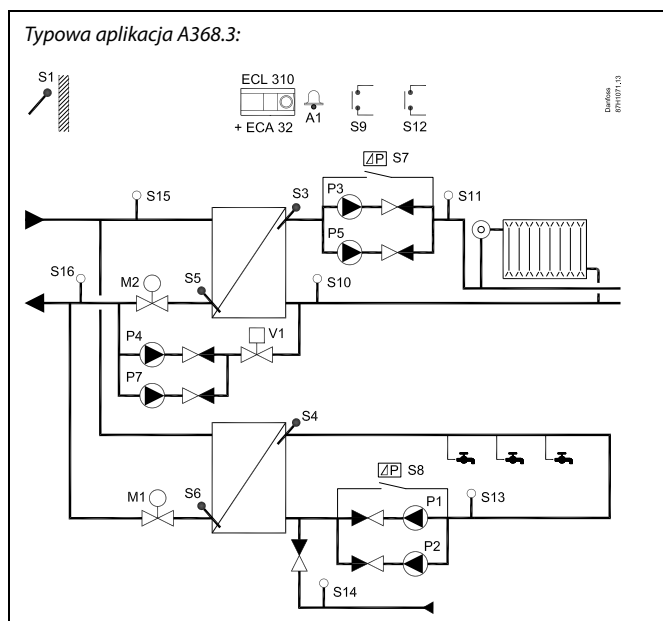 Typowa aplikacja A368.3:
S1
ECL 310
+ ECA 32
A1
S9
S12
Danfoss
87H1071.13
⊿P S7
S15
S3
P3
S11
P5
S16
M2
S5
S10
P4
V1
P7
S4
⊿P S8
M1
S6
P1
S13
P2
S14